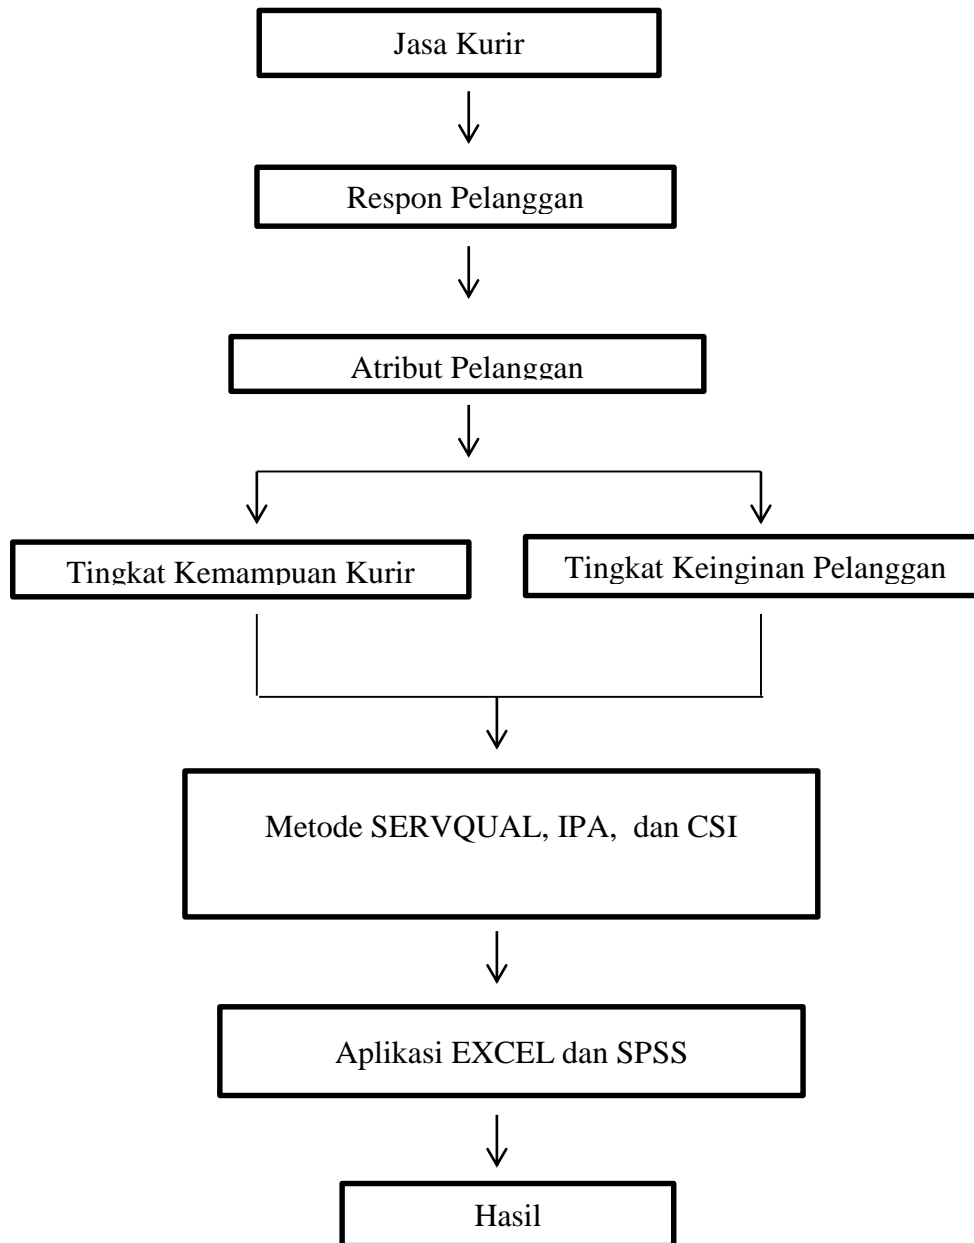 Jasa Kurir
Respon Pelanggan
Atribut Pelanggan
Tingkat Kemampuan Kurir
Tingkat Keinginan Pelanggan
Metode SERVQUAL, IPA, dan CSI
Aplikasi EXCEL dan SPSS
Hasil